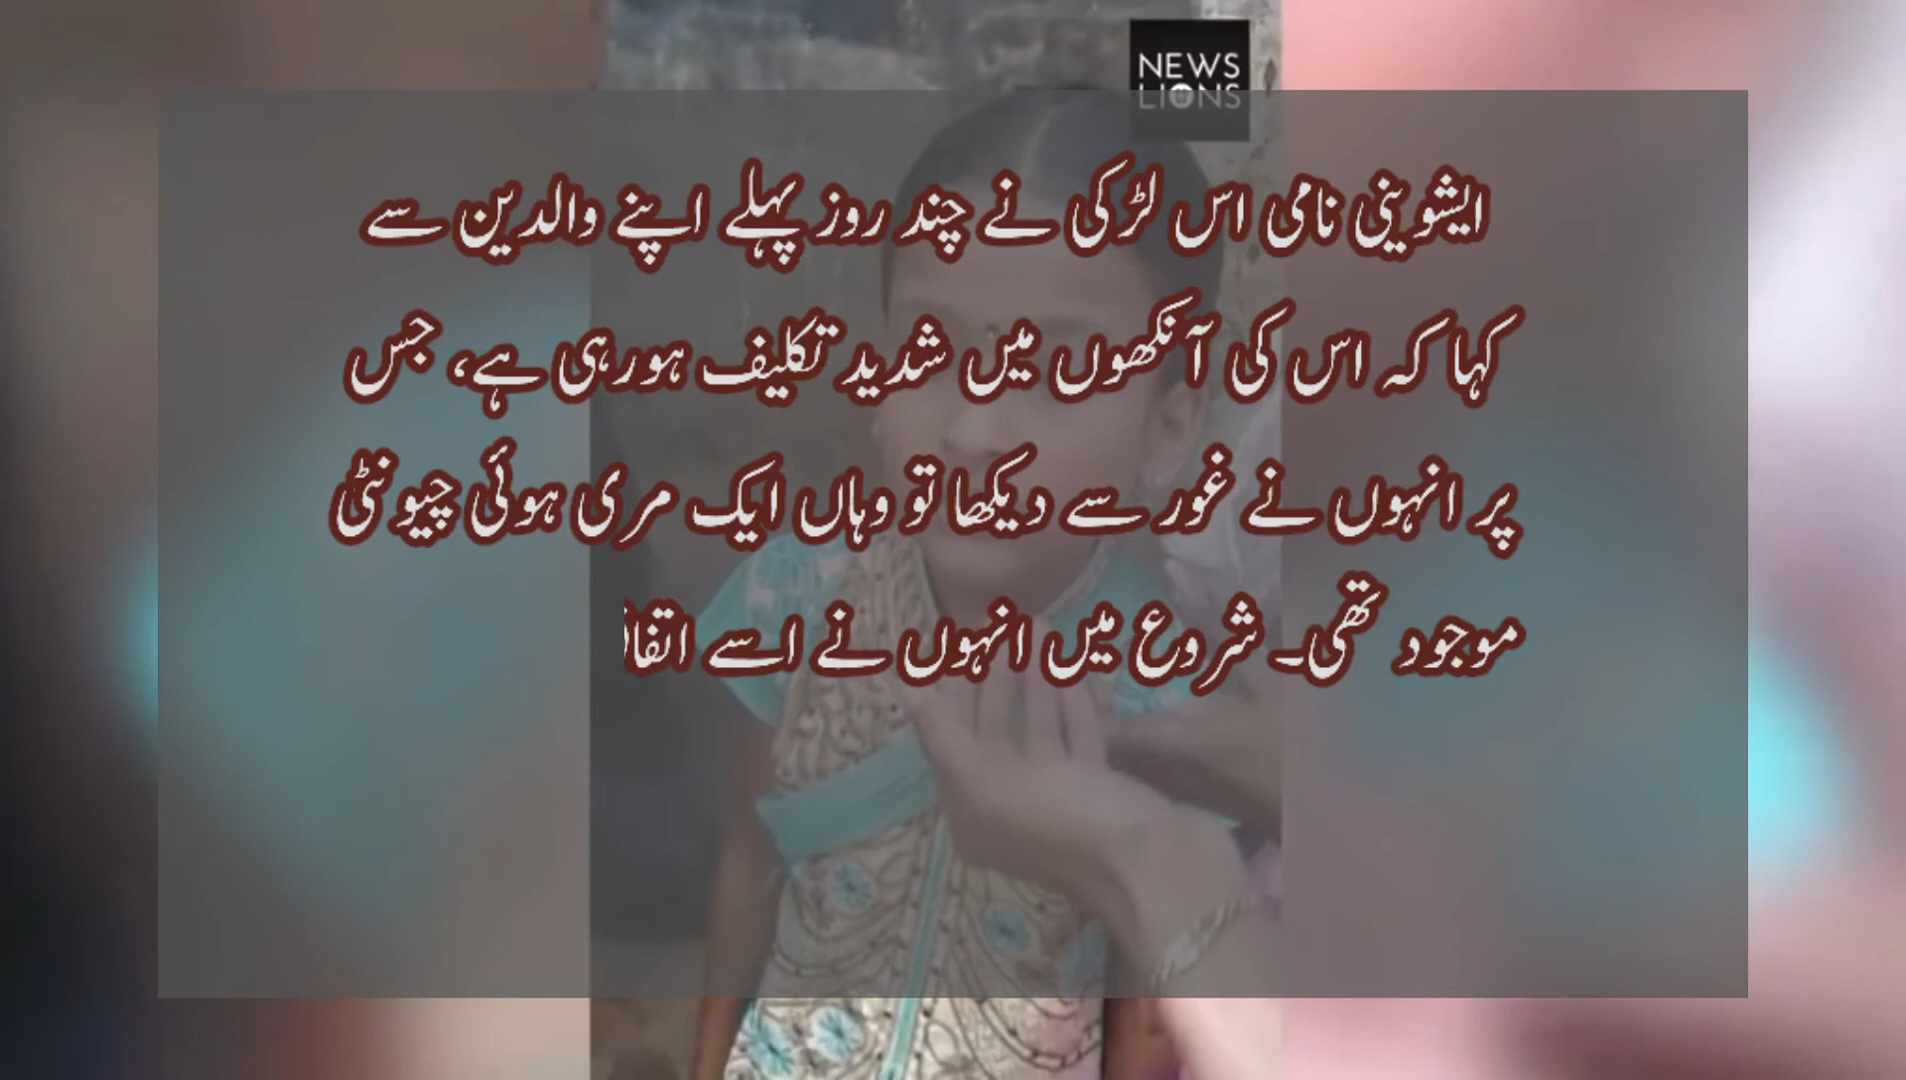 NEWS
LIONS
ایشوینی نامی اس لڑکی نے چند روز پہلے اپنے والدین سے
کہا کہ اس کی آنکھوں میں شدید تکلیف ہورہی ہے، جس
پر انہوں نے غور سے دیکھا تو وہاں ایک مری ہوئی چیونٹی
موجود تھی۔ شروع میں انہوں نے اسے